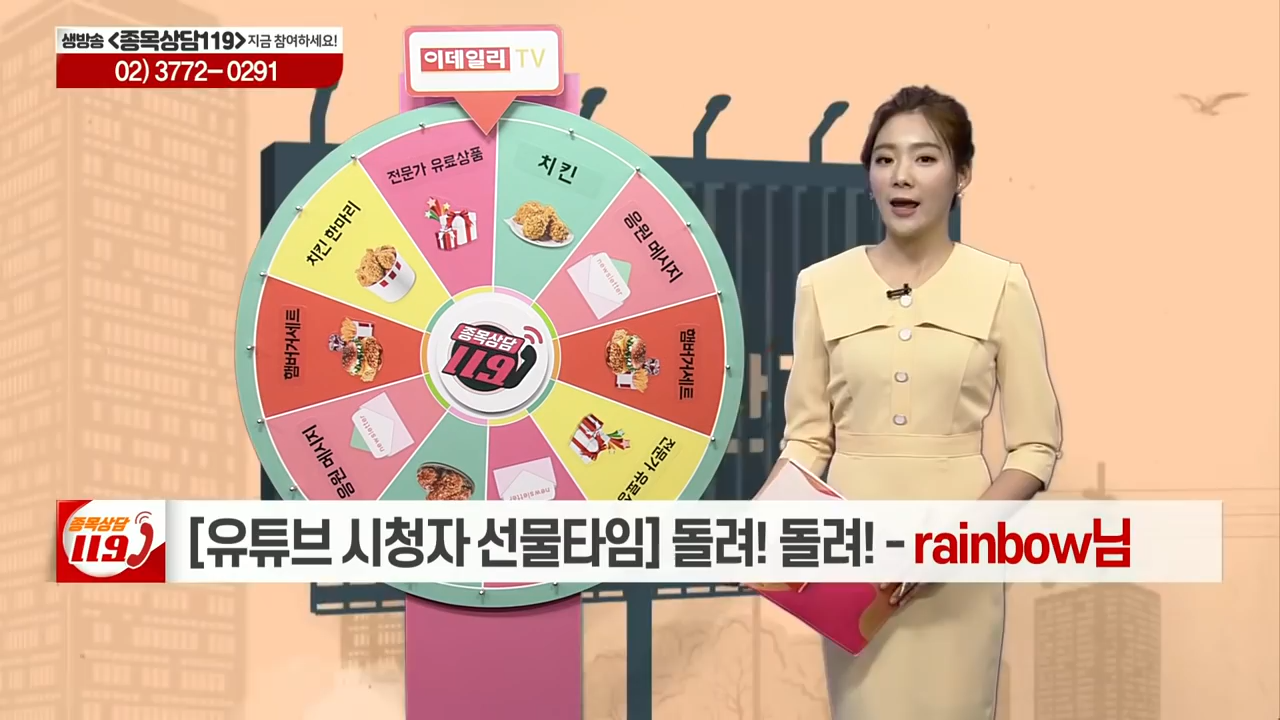 생방송 <종목상담119> 지금 참여하세요!
02) 3772-0291
이데일리 TV
전문가 유료상품
치킨
치킨 한마리
응원 메시지
newsletter
햄버거세트
햄버거세트
종목상담
119
응원 메시지
newsletter
전문가 유료상
newsletter
종목상담
119
[유튜브 시청자 선물타임] 돌려! 돌려! - rainbow님